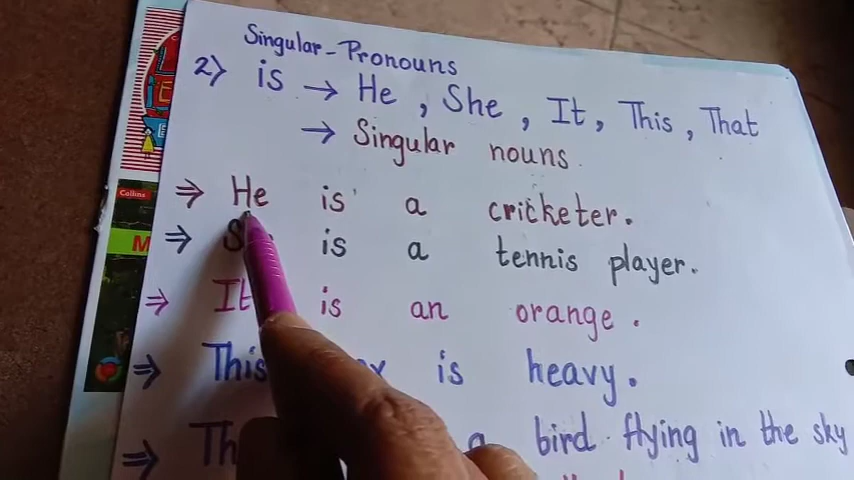 Singular-Pronouns
2) is → He, She, It, This, That
→ Singular nouns
⇒ He is a cricketer.
⇒ is a tennis player.
⇒ It is an orange.
⇒ This is heavy.
⇒ a bird flying in the sky
Collins